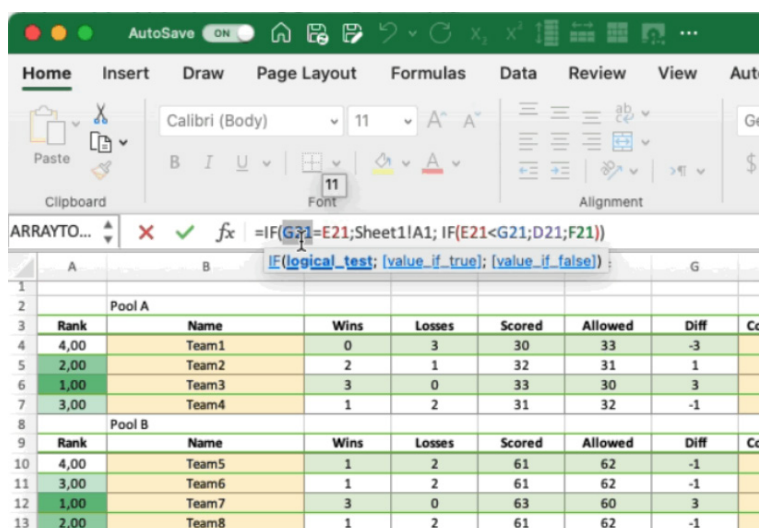 AutoSave ON
Home Insert Draw Page Layout Formulas Data Review View Aut
Calibri (Body) 11 A A ab Ge
Paste B I U A $
11
Clipboard Font Alignment
ARRAYTO... fx =IF(G21=E21;Sheet1!A1; IF(E21<G21;D21;F21))
IF(logical_test; [value_if_true]; [value_if_false])
A B G
1
2 Pool A
3 Rank Name Wins Losses Scored Allowed Diff Co
4 4,00 Team1 0 3 30 33 -3
5 2,00 Team2 2 1 32 31 1
6 1,00 Team3 3 0 33 30 3
7 3,00 Team4 1 2 31 32 -1
8 Pool B
9 Rank Name Wins Losses Scored Allowed Diff Co
10 4,00 Team5 1 2 61 62 -1
11 3,00 Team6 1 2 61 62 -1
12 1,00 Team7 3 0 63 60 3
13 2,00 Team8 1 2 61 62 -1